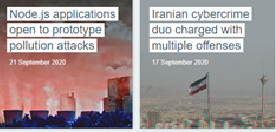 Node.js applications
open to prototype
pollution attacks
21 September 2020
Iranian cybercrime
duo charged with
multiple offenses
17 September 2020